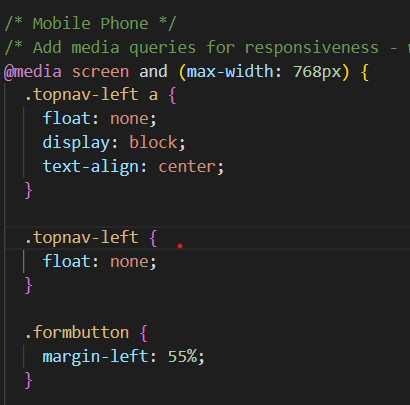 /* Mobile Phone */
/* Add media queries for responsiveness -
@media screen and (max-width: 768px) {
.topnav-left a {
float: none;
display: block;
text-align: center;
}
.topnav-left {
float: none;
}
.formbutton {
margin-left: 55%;
}